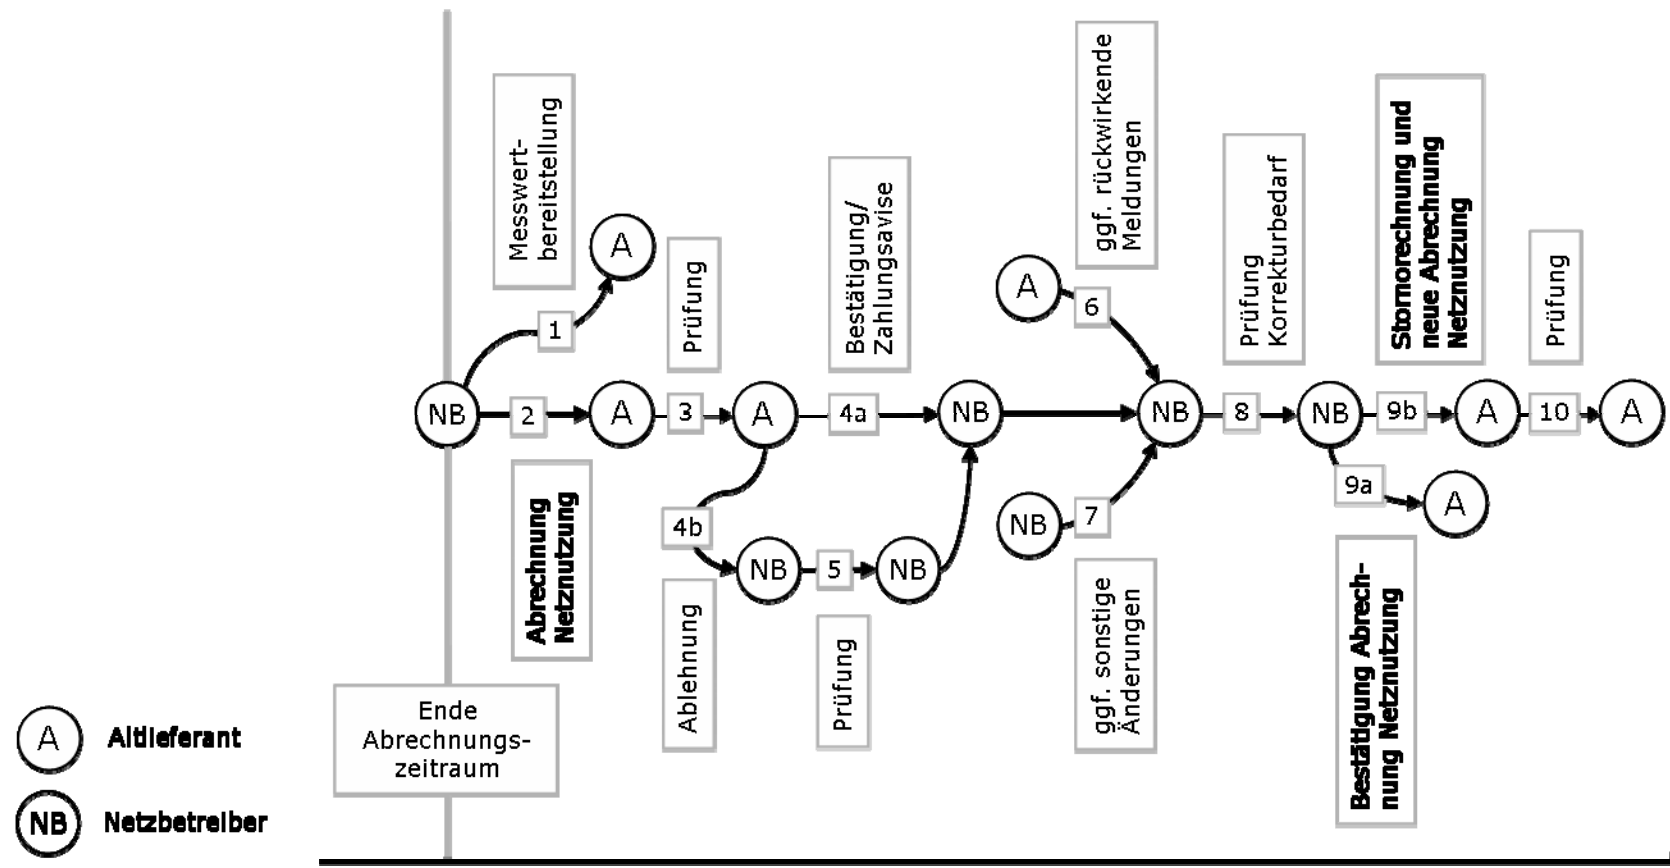 Messwert-
bereitstellung
A
1
Prüfung
Bestätigung/
Zahlungsavise
ggf. rückwirkende
Meldungen
A
6
Prüfung
Korrekturbedarf
Stornorechnung und
neue Abrechnung
Netznutzung
Prüfung
NB
2
A
3
A
4a
NB
NB
8
NB
9b
A
10
A
4b
NB
5
NB
NB
7
9a
A
Abrechnung
Netznutzung
Ablehnung
Prüfung
ggf. sonstige
Änderungen
Bestätigung Abrech-
nung Netznutzung
Ende
Abrechnungs-
zeitraum
A Altlieferant
NB Netzbetreiber